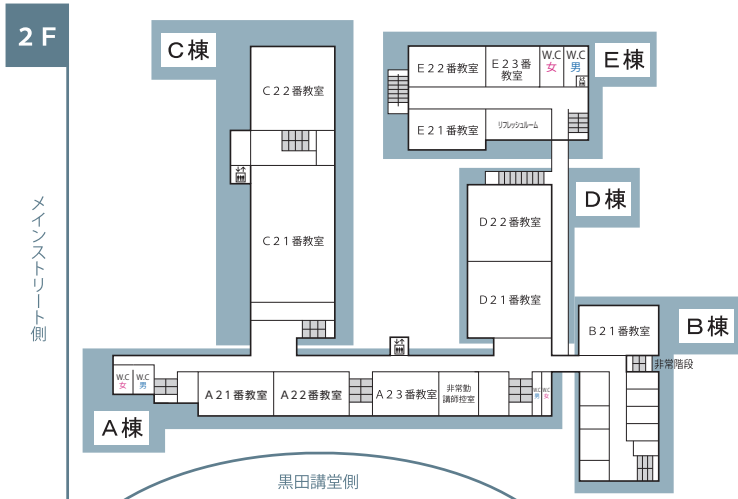 ２Ｆ
Ｃ棟
Ｃ２２番教室
Ｃ２１番教室
Ｅ２２番教室
Ｅ２３番
教室
W.C
女
W.C
男
Ｅ棟
Ｅ２１番教室
リフレッシュルーム
Ｄ棟
Ｄ２２番教室
Ｄ２１番教室
Ｂ２１番教室
Ｂ棟
非常階段
メインストリート側
W.C
女
W.C
男
Ａ２１番教室
Ａ２２番教室
Ａ２３番教室
非常勤
講師控室
W.C
男
W.C
女
Ａ棟
黒田講堂側